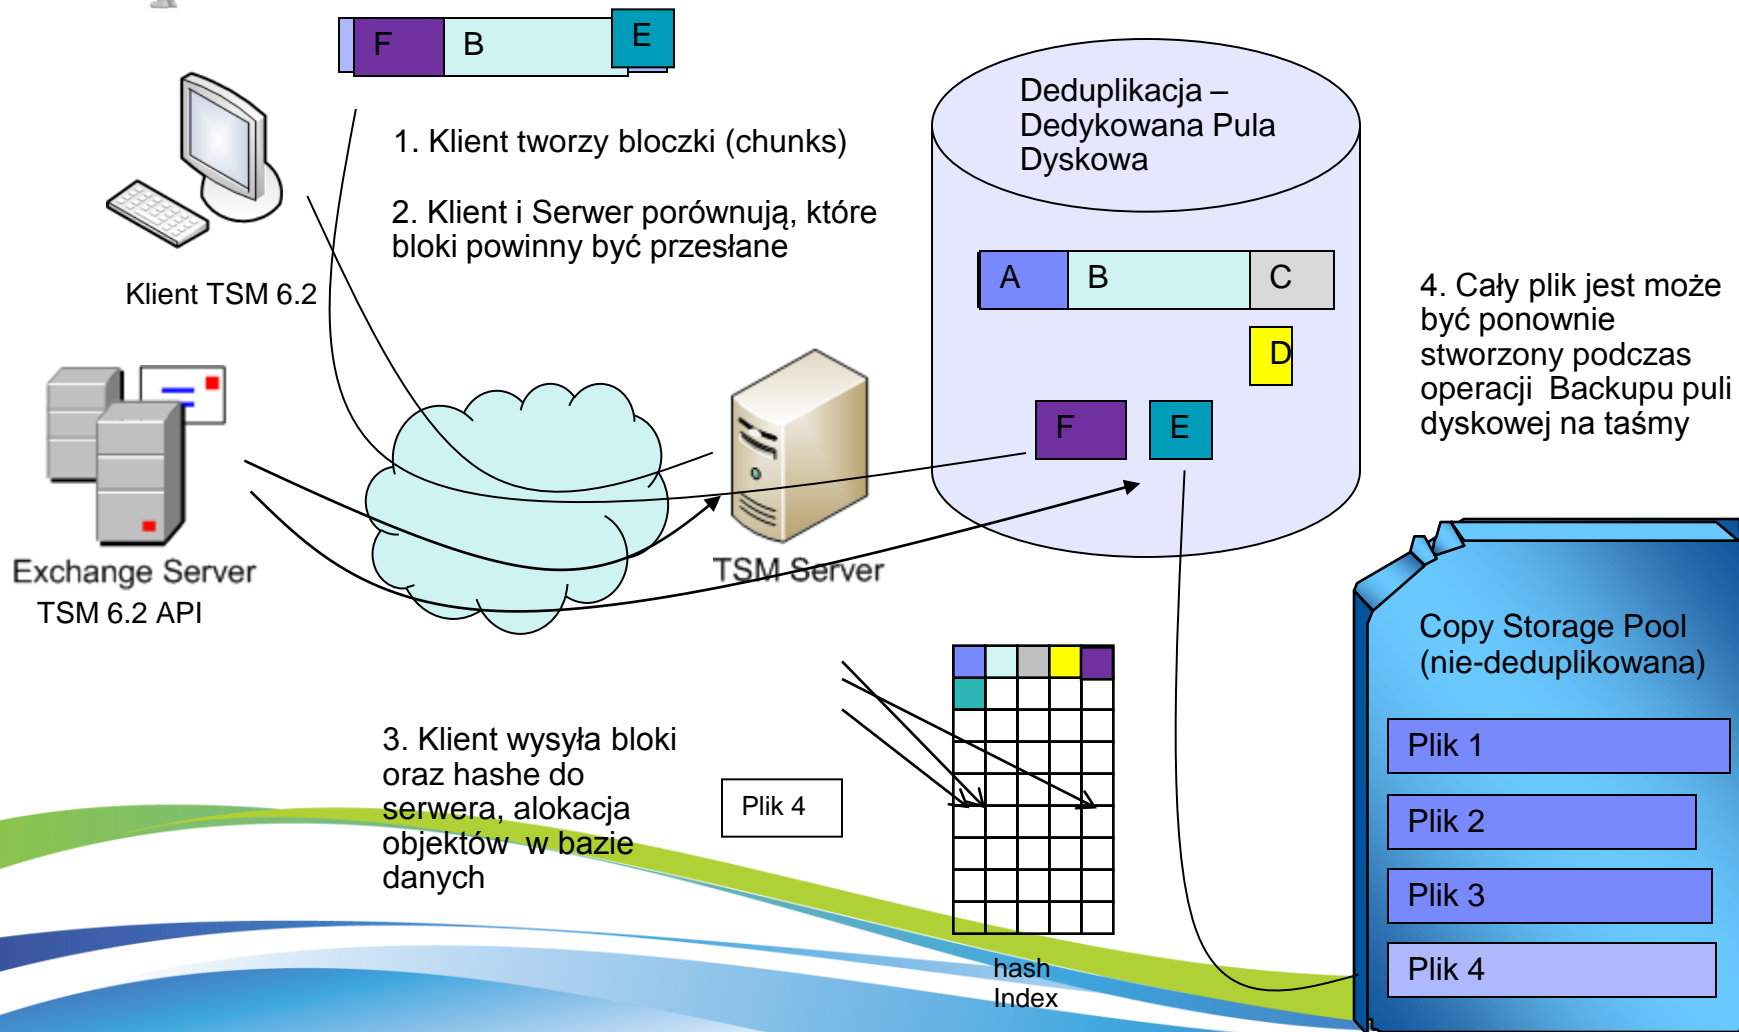 F B E
1. Klient tworzy bloczki (chunks)
2. Klient i Serwer porównują, które
bloki powinny być przesłane
Klient TSM 6.2
Exchange Server
TSM 6.2 API
TSM Server
Deduplikacja –
Dedykowana Pula
Dyskowa
A B C
D
F E
4. Cały plik jest może
być ponownie
stworzony podczas
operacji Backupu puli
dyskowej na taśmy
3. Klient wysyła bloki
oraz hashe do
serwera, alokacja
objektów w bazie
danych
Plik 4
hash
Index
Copy Storage Pool
(nie-deduplikowana)
Plik 1
Plik 2
Plik 3
Plik 4